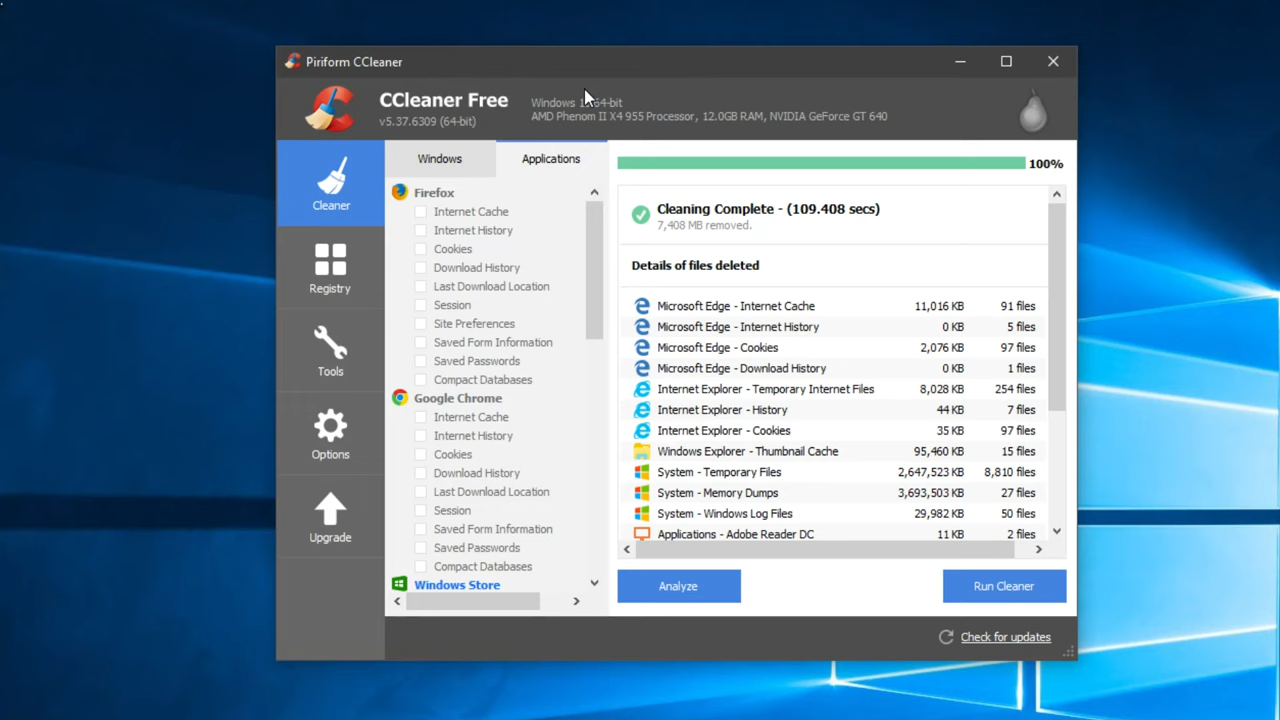 Piriform CCleaner
CCleaner Free
v5.37.6309 (64-bit)
Windows 64-bit
AMD Phenom II X4 955 Processor, 12.0GB RAM, NVIDIA GeForce GT 640
Cleaner
Registry
Tools
Options
Upgrade
Windows
Applications
Firefox
Internet Cache
Internet History
Cookies
Download History
Last Download Location
Session
Site Preferences
Saved Form Information
Saved Passwords
Compact Databases
Google Chrome
Internet Cache
Internet History
Cookies
Download History
Last Download Location
Session
Saved Form Information
Saved Passwords
Compact Databases
Windows Store
100%
Cleaning Complete - (109.408 secs)
7,408 MB removed.
Details of files deleted
Microsoft Edge - Internet Cache 11,016 KB 91 files
Microsoft Edge - Internet History 0 KB 5 files
Microsoft Edge - Cookies 2,076 KB 97 files
Microsoft Edge - Download History 0 KB 1 files
Internet Explorer - Temporary Internet Files 8,028 KB 254 files
Internet Explorer - History 44 KB 7 files
Internet Explorer - Cookies 35 KB 97 files
Windows Explorer - Thumbnail Cache 95,460 KB 15 files
System - Temporary Files 2,647,523 KB 8,810 files
System - Memory Dumps 3,693,503 KB 27 files
System - Windows Log Files 29,982 KB 50 files
Applications - Adobe Reader DC 11 KB 2 files
Analyze
Run Cleaner
Check for updates